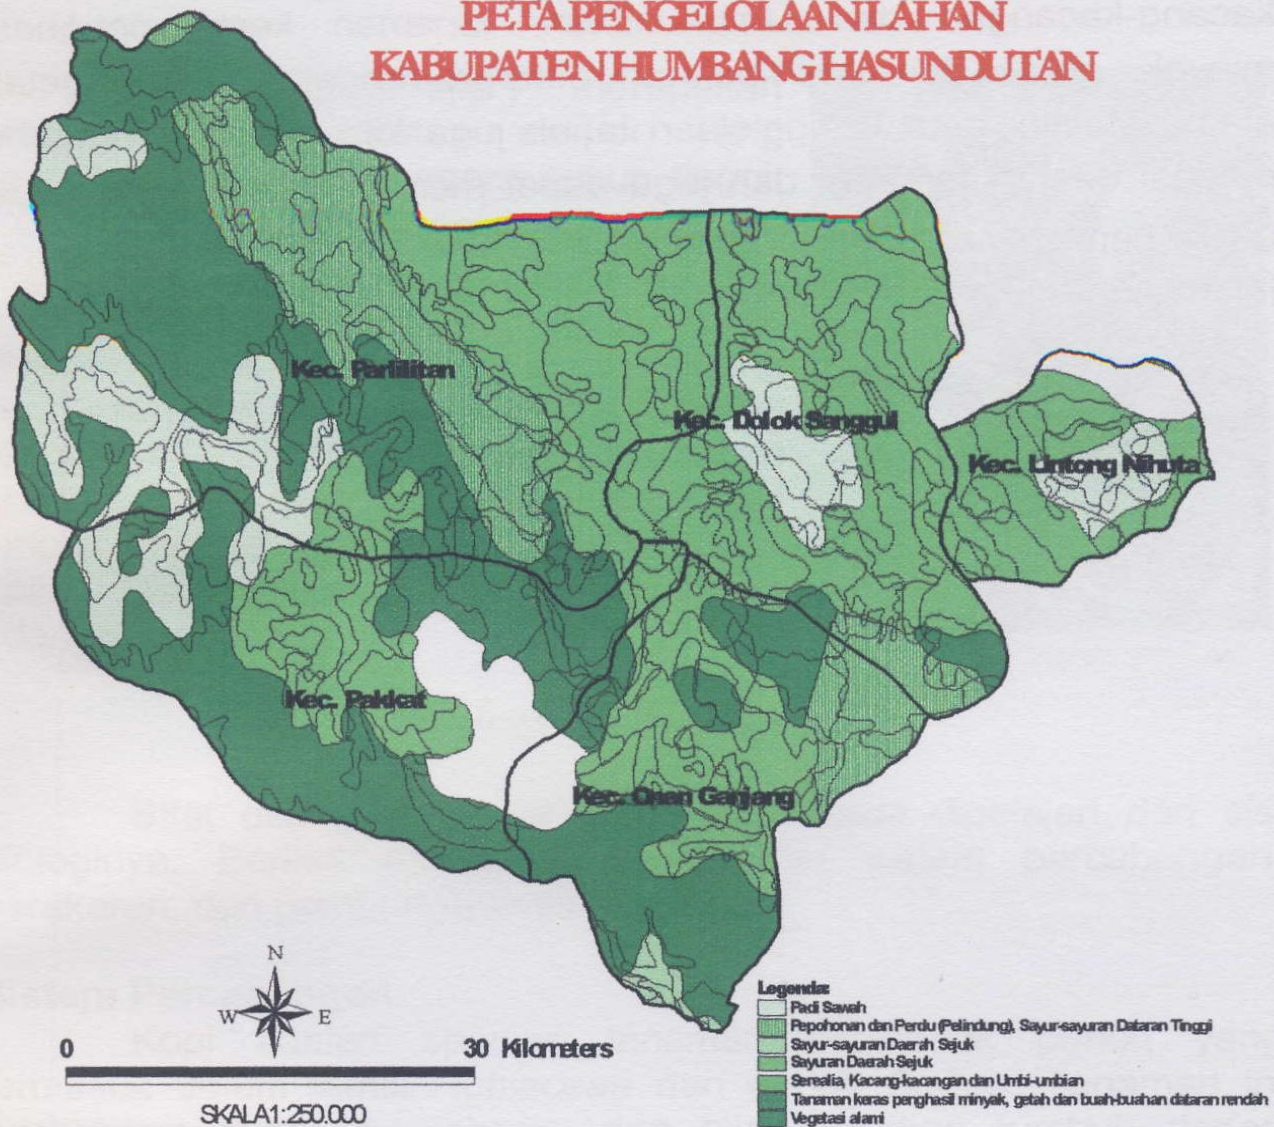 PETA PENGELOLAAN LAHAN
KABUPATEN HUMBANG HASUNDUTAN
Kec. Parlilitan
Kec. Dolok Sanggul
Kec. Lintong Nihuta
Kec. Pakkat
Kec. Onan Ganjang
N
W E
S
0 30 Kilometers
SKALA 1:250.000
Legenda:
Padi Sawah
Pepohonan dan Perdu (Pelindung), Sayur-sayuran Dataran Tinggi
Sayur-sayuran Daerah Sejuk
Sayuran Daerah Sejuk
Serealia, Kacang-kacangan dan Umbi-umbian
Tanaman keras penghasil minyak, getah dan buah-buahan dataran rendah
Vegetasi alami